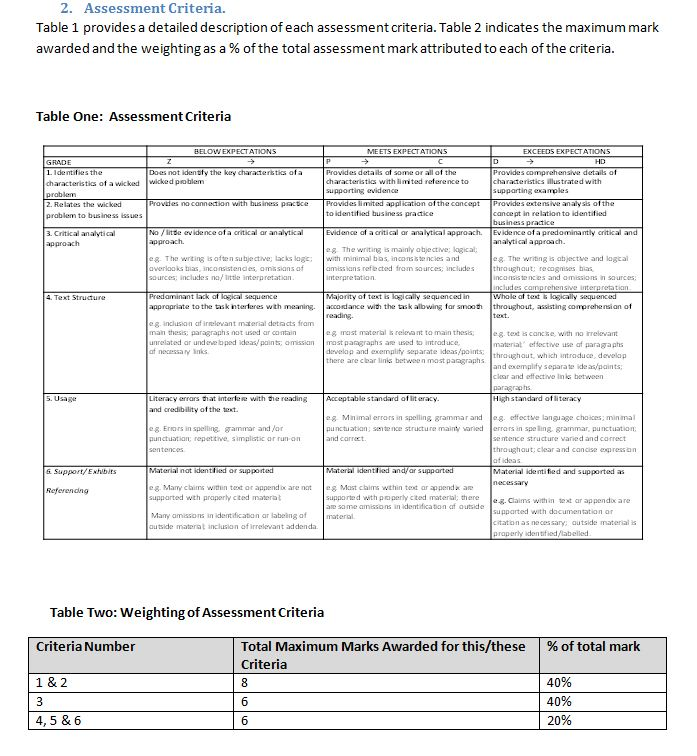 2. Assessment Criteria.
Table 1 provides a detailed description of each assessment criteria. Table 2 indicates the maximum mark
awarded and the weighting as a % of the total assessment mark attributed to each of the criteria.
Table One: Assessment Criteria
BELOW EXPECTATIONS MEETS EXPECTATIONS EXCEEDS EXPECTATIONS
GRADE Z → P → C D → HD
1. Identifies the
characteristics of a wicked
problem
Does not identify the key characteristics of a
wicked problem
Provides details of some or all of the
characteristics with limited reference to
supporting evidence
Provides comprehensive details of
characteristics illustrated with
supporting examples
2. Relates the wicked
problem to business issues
Provides no connection with business practice
Provides limited application of the concept
to identified business practice
Provides extensive analysis of the
concept in relation to identified
business practice
3. Critical analytical
approach
No / little evidence of a critical or analytical
approach.
e.g. The writing is often subjective; lacks logic;
overlooks bias, inconsistencies, omissions of
sources; includes no/ little interpretation.
Evidence of a critical or analytical approach.
e.g. The writing is mainly objective; logical;
with minimal bias, inconsistencies and
omissions reflected from sources; includes
interpretation.
Evidence of a predominantly critical and
analytical approach.
e.g. The writing is objective and logical
throughout; recognises bias,
inconsistencies and omissions in sources;
includes comprehensive interpretation.
4. Text Structure
Predominant lack of logical sequence
appropriate to the task interferes with meaning.
e.g. inclusion of irrelevant material detracts from
main thesis; paragraphs not used or contain
unrelated or undeveloped ideas/points; omission
of necessary links.
Majority of text is logically sequenced in
accordance with the task allowing for smooth
reading.
e.g. most material is relevant to main thesis;
most paragraphs are used to introduce,
develop and exemplify separate ideas/points;
there are clear links between most paragraphs
Whole of text is logically sequenced
throughout, assisting comprehension of
text.
e.g. text is concise, with no irrelevant
material;' effective use of paragraphs
throughout, which introduce, develop
and exemplify separate ideas/points;
clear and effective links between
paragraphs.
5. Usage
Literacy errors that interfere with the reading
and credibility of the text.
e.g. Errors in spelling, grammar and /or
punctuation; repetitive, simplistic or run-on
sentences.
Acceptable standard of literacy.
e.g. Minimal errors in spelling, grammar and
punctuation; sentence structure mainly varied
and correct.
High standard of literacy
e.g. effective language choices; minimal
errors in spelling, grammar, punctuation;
sentence structure varied and correct
throughout; clear and concise expression
of ideas.
6. Support/ Exhibits
Referencing
Material not identified or supported
e.g. Many claims within text or appendix are not
supported with properly cited material;
Many omissions in identification or labeling of
outside material; inclusion of irrelevant addenda.
Material identified and/or supported
e.g. Most claims within text or appendix are
supported with properly cited material; there
are some omissions in identification of outside
material.
Material identified and supported as
necessary
e.g. Claims within text or appendix are
supported with documentation or
citation as necessary; outside material is
properly identified/labelled.
Table Two: Weighting of Assessment Criteria
Criteria Number Total Maximum Marks Awarded for this/these % of total mark
Criteria
1 & 2 8 40%
3 6 40%
4, 5 & 6 6 20%